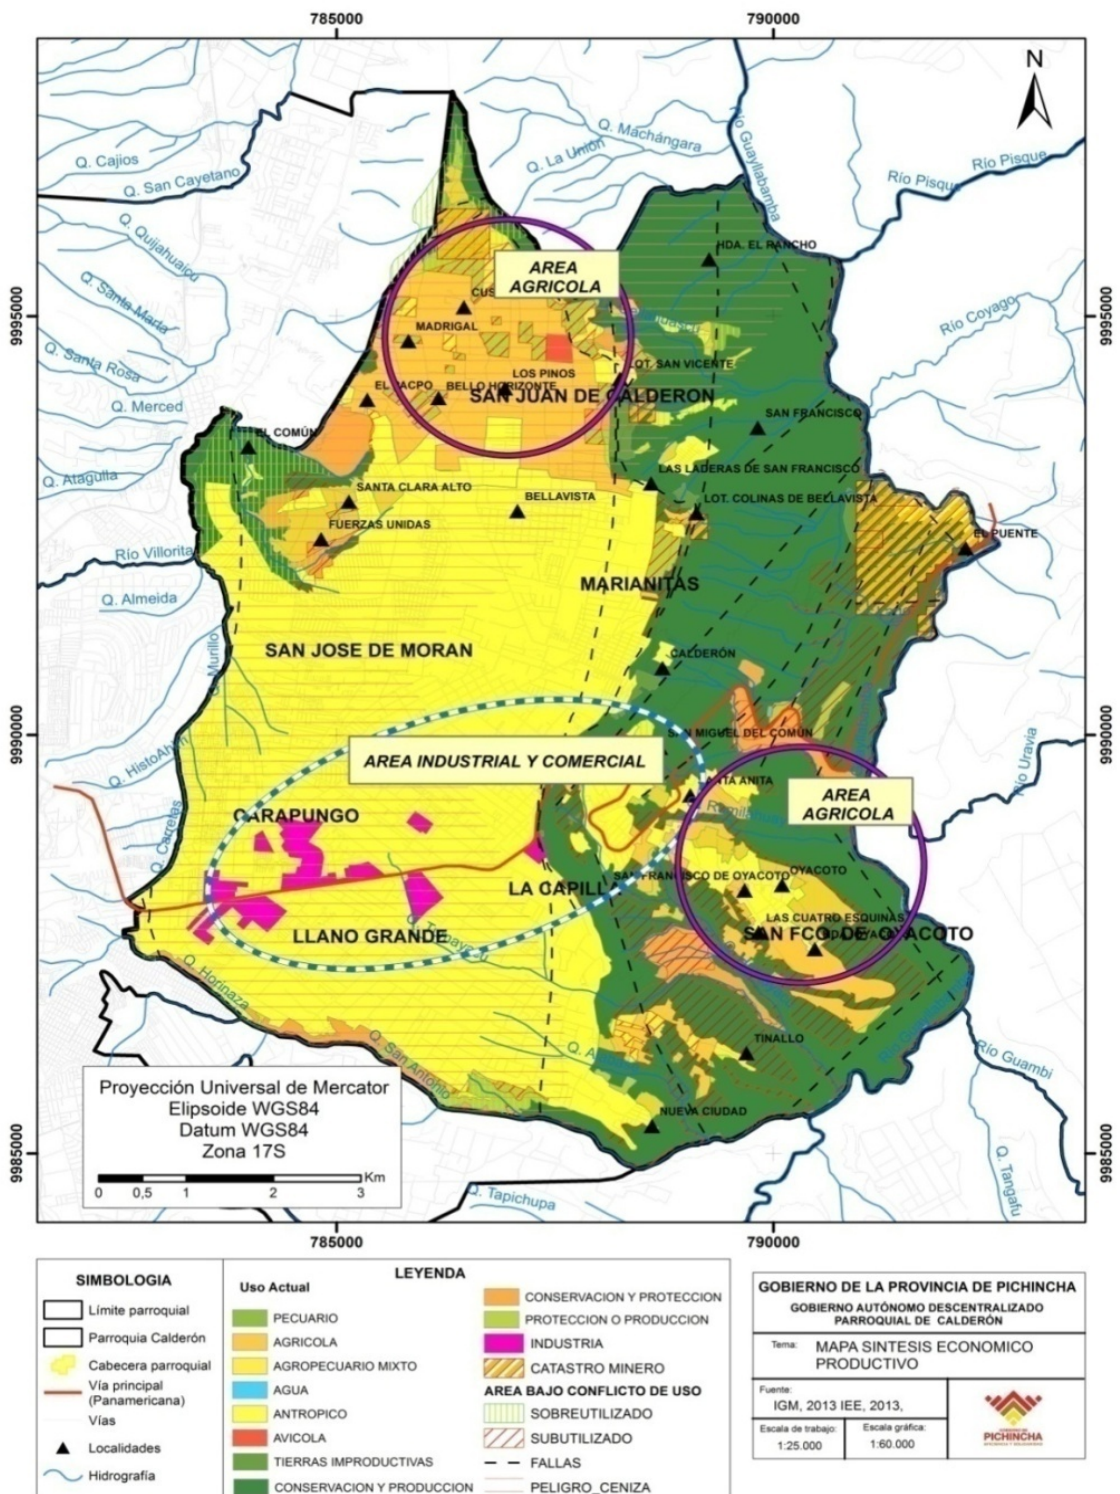 785000
790000
N
Q. Machángara
Q. La Unión
Río Guayllabamba
Río Pisque
Río Pisque
Q. Cajios
Q. San Cayetano
Q. Quijahuaicu
HDA. EL RANCHO
AREA
AGRICOLA
9995000
9995000
Q. Santa Marta
Río Coyago
MADRIGAL
Q. Santa Rosa
LOT. SAN VICENTE
LOS PINOS
BELLO HORIZONTE
SAN JUAN DE CALDERON
Q. Merced
SAN FRANCISCO
EL COMÚN
Q. Atagulla
LAS LADERAS DE SAN FRANCISCO
SANTA CLARA ALTO
BELLAVISTA
LOT. COLINAS DE BELLAVISTA
FUERZAS UNIDAS
EL PUENTE
Río Villorita
MARIANITAS
Q. Almeida
SAN JOSE DE MORAN
Q. Murillo
CALDERÓN
9990000
9990000
SAN MIGUEL DEL COMÚN
AREA INDUSTRIAL Y COMERCIAL
Río Uravia
AREA
AGRICOLA
CARAPUNGO
Q. Carretas
OYACOTO
LA CAPILLA
SAN FRANCISCO DE OYACOTO
LAS CUATRO ESQUINAS
LLANO GRANDE
SAN FCO. DE OYACOTO
Q. Horinaza
Q. San Antonio
TINALLO
Río Guambi
NUEVA CIUDAD
Q. Tangafu
Q. Tapichupa
Proyección Universal de Mercator
Elipsoide WGS84
Datum WGS84
Zona 17S
0 0,5 1 2 3 Km
9985000
9985000
785000
790000
SIMBOLOGIA
Límite parroquial
Parroquia Calderón
Cabecera parroquial
Vía principal
(Panamericana)
Vías
Localidades
Hidrografía
LEYENDA
Uso Actual
PECUARIO
AGRICOLA
AGROPECUARIO MIXTO
AGUA
ANTROPICO
AVICOLA
TIERRAS IMPRODUCTIVAS
CONSERVACION Y PRODUCCION
CONSERVACION Y PROTECCION
PROTECCION O PRODUCCION
INDUSTRIA
CATASTRO MINERO
AREA BAJO CONFLICTO DE USO
SOBREUTILIZADO
SUBUTILIZADO
FALLAS
PELIGRO_CENIZA
GOBIERNO DE LA PROVINCIA DE PICHINCHA
GOBIERNO AUTÓNOMO DESCENTRALIZADO
PARROQUIAL DE CALDERÓN
Tema: MAPA SINTESIS ECONOMICO
PRODUCTIVO
Fuente:
IGM, 2013 IEE, 2013,
Escala de trabajo:
1:25.000
Escala gráfica:
1:60.000
PICHINCHA